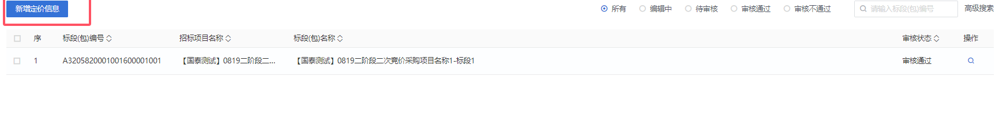 新增定价信息 所有 编辑中 待审核 审核通过 审核不通过 请输入标段(包)编号 高级搜索
序 标段(包)编号 招标项目名称 标段(包)名称 审核状态 操作
1 A3205820001001600001001 【国泰测试】0819二阶段二... 【国泰测试】0819二阶段二次竞价采购项目名称1-标段1 审核通过